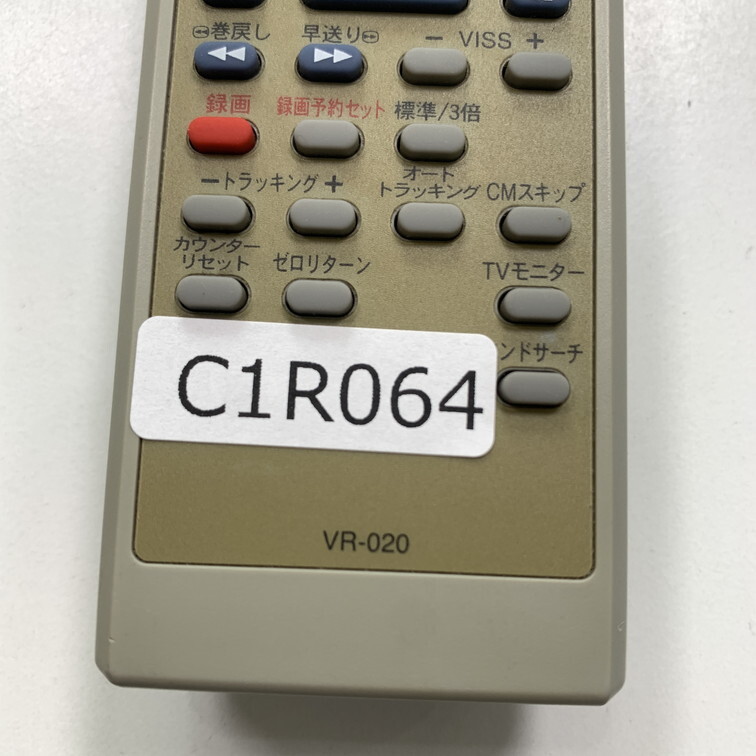 巻戻し 早送り − VISS +
録画 録画予約セット 標準/3倍
−トラッキング+ オート
トラッキング CMスキップ
カウンター
リセット ゼロリターン TVモニター
ンドサーチ
C1R064
VR-020